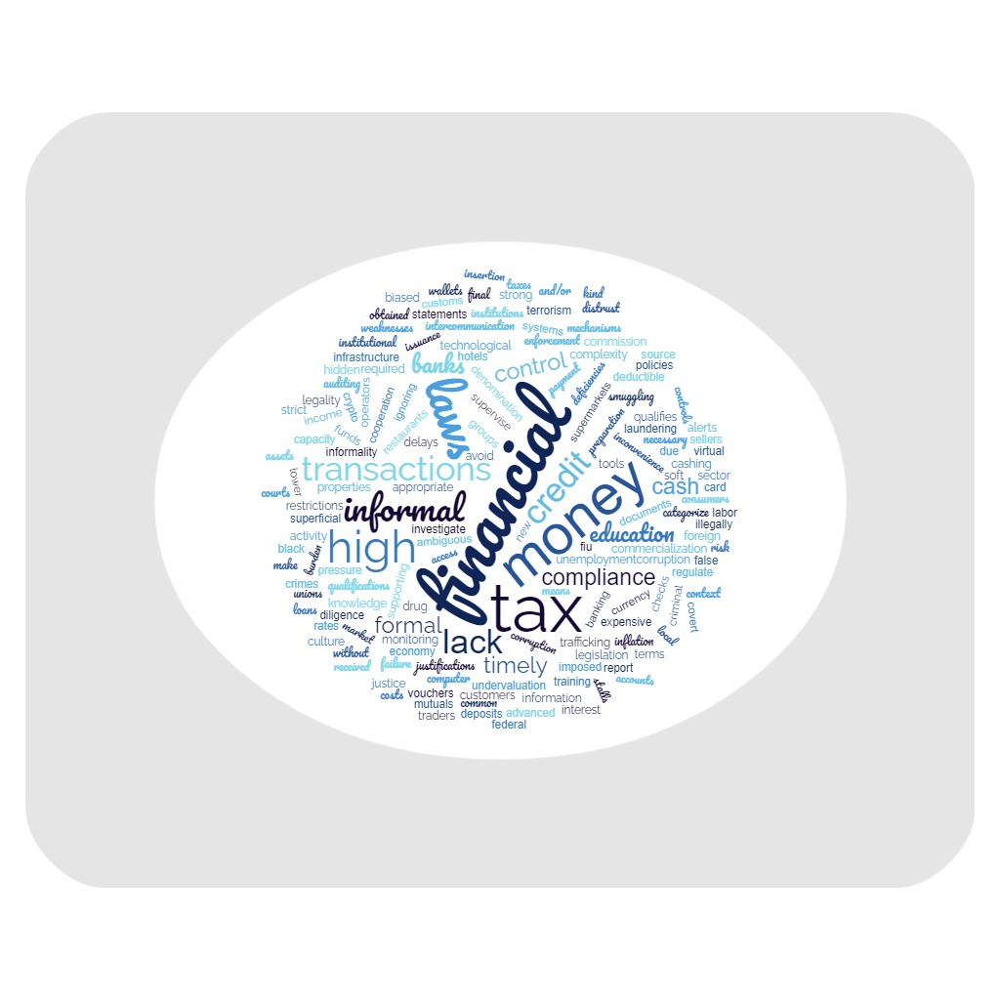 insertion
wallets final taxes and/or kind
biased customs strong
obtained statements institutions terrorism distrust
weaknesses intercommunication systems mechanisms
institutional issuance technological enforcement commission
infrastructure hotels complexity source
hidden required banks denomination control payment deficiencies policies
auditing deductible
legality crypto operators cooperation ignoring laws supervise financial supermarkets smuggling controls
strict income restaurants groups preparation qualifies
funds laundering alerts
capacity delays inconvenience necessary sellers
assets informality avoid credit tools due virtual
transactions money cashing
lower properties appropriate soft sector
courts cash card
restrictions informal documents consumers
superficial categorize labor
investigate new illegally
activity high ambiguous education foreign
black burden access fiu commercialization risk
make unemployment corruption false
pressure supporting compliance regulate
crimes qualifications means checks
unions tax banking currency criminal context
knowledge drug covert
loans diligence expensive
rates market formal local
culture monitoring lack corruption trafficking inflation
without economy legislation terms
received failure justifications timely imposed report
justice computer undervaluation training stalls accounts
costs vouchers customers information
mutuals common interest
traders deposits advanced
federal